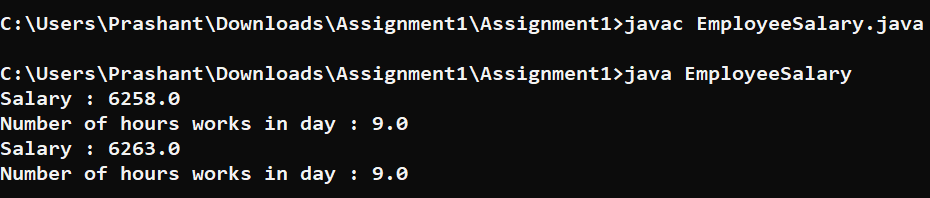 C:\Users\Prashant\Downloads\Assignment1\Assignment1>javac EmployeeSalary.java
C:\Users\Prashant\Downloads\Assignment1\Assignment1>java EmployeeSalary
Salary : 6258.0
Number of hours works in day : 9.0
Salary : 6263.0
Number of hours works in day : 9.0